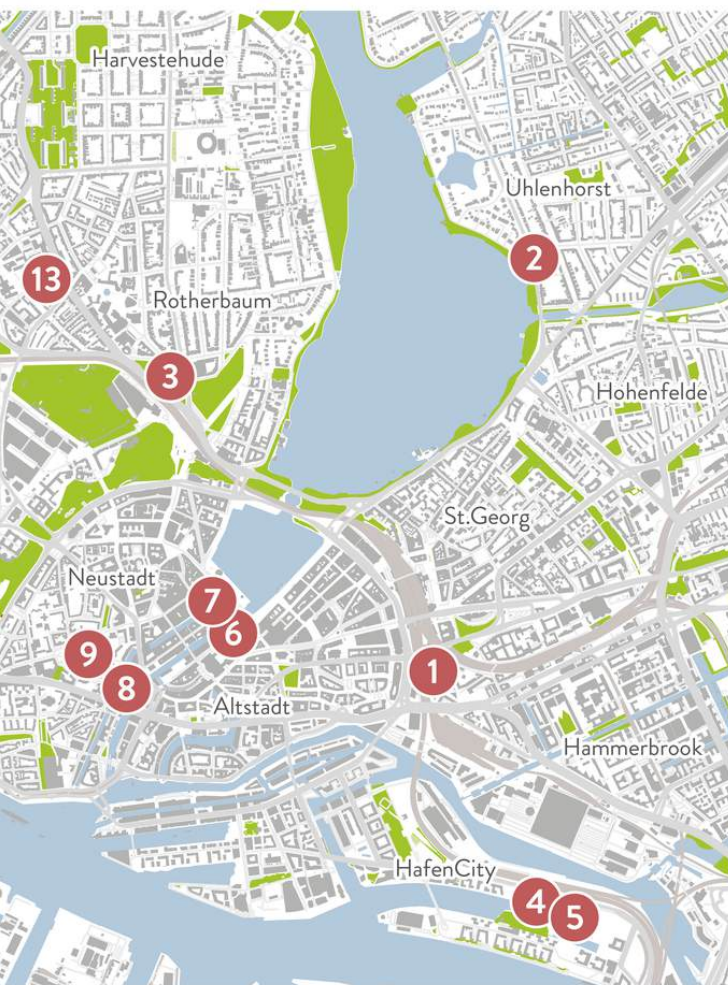 Harvestehude
Uhlenhorst
2
13
Rotherbaum
3
Hohenfelde
St.Georg
Neustadt
7
6
9
8
1
Altstadt
Hammerbrook
HafenCity
4
5